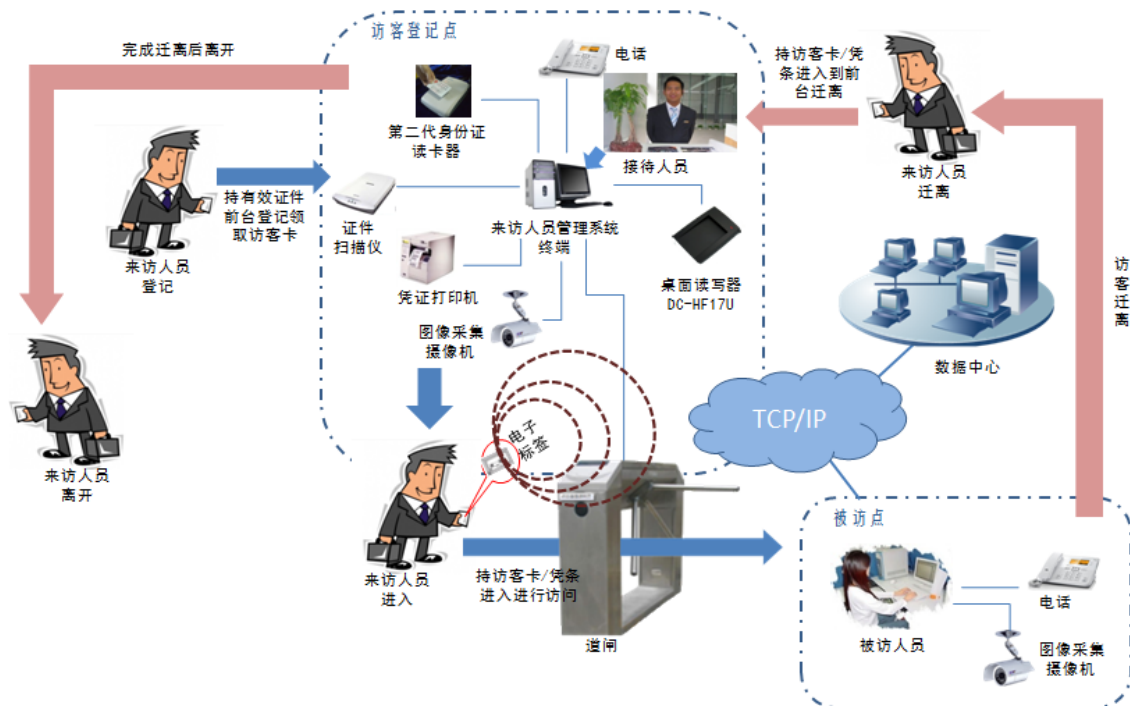 完成迁离后离开
访客登记点
电话
持访客卡/凭
条进入到前
台迁离
第二代身份证
读卡器
接待人员
来访人员
迁离
持有效证件
前台登记领
取访客卡
来访人员
登记
证件
扫描仪
来访人员管理系统
终端
凭证打印机
桌面读写器
DC-HF17U
访客迁离
图像采集
摄像机
数据中心
TCP/IP
电子
标签
来访人员
离开
被访点
来访人员
进入
持访客卡/凭条
进入进行访问
道闸
被访人员
电话
图像采集
摄像机